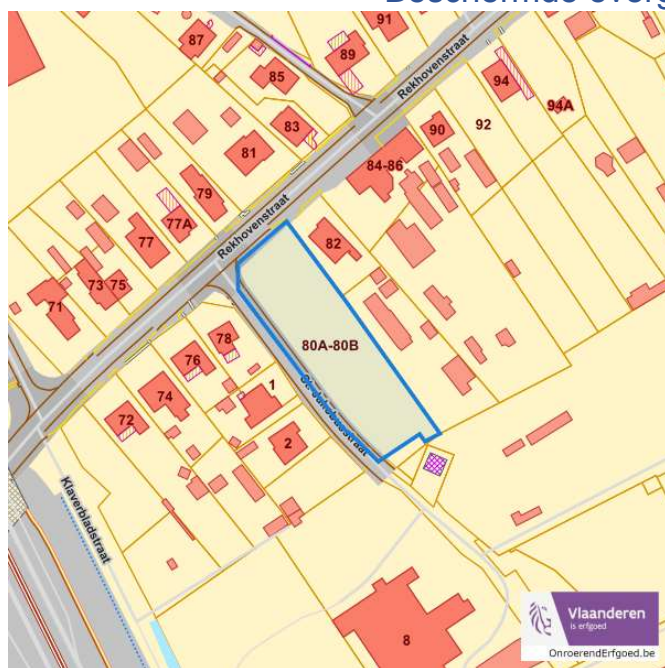 87
91
89
85
Rekhovenstraat
94
94A
83
90
92
81
84-86
79
77A
Rekhovenstraat
77
82
73
75
71
80A-80B
78
76
1
74
72
2
Klaverbladstraat
8
Vlaanderen
is erfgoed
OnroerendErfgoed.be